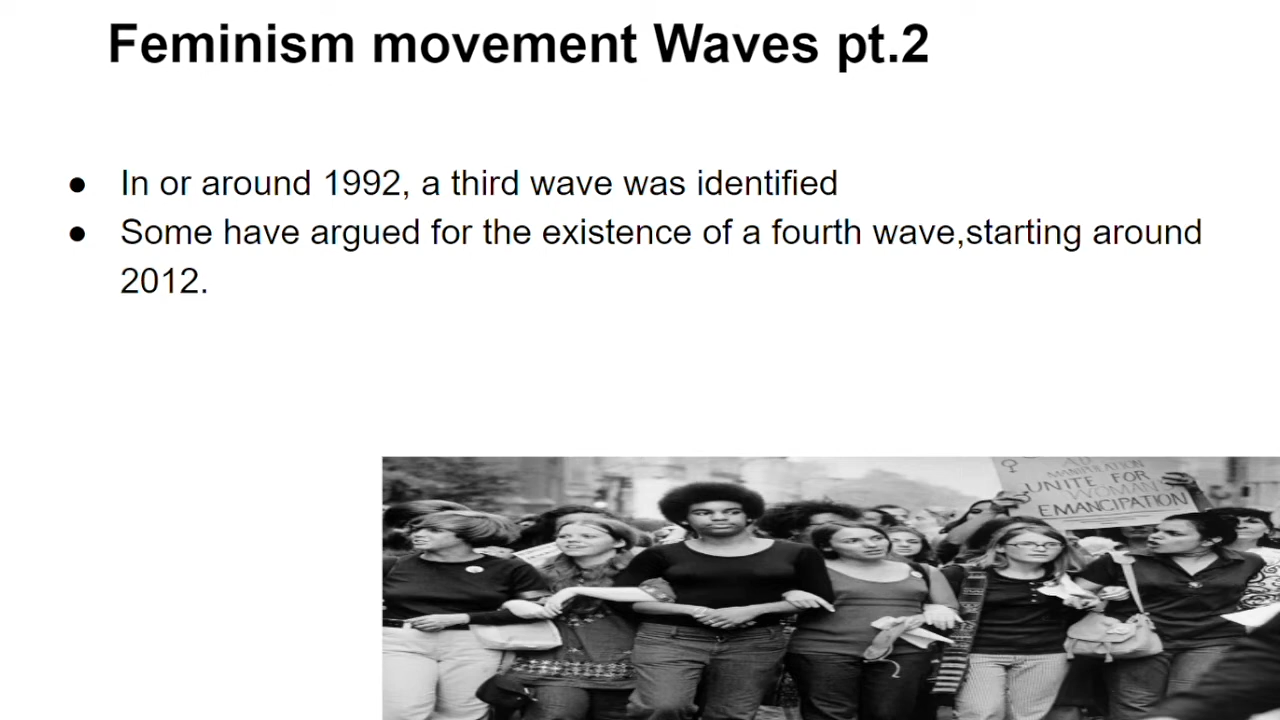 Feminism movement Waves pt.2
● In or around 1992, a third wave was identified
● Some have argued for the existence of a fourth wave,starting around
2012.
MANIPULATION
UNITE FOR
WOMAN'S
EMANCIPATION